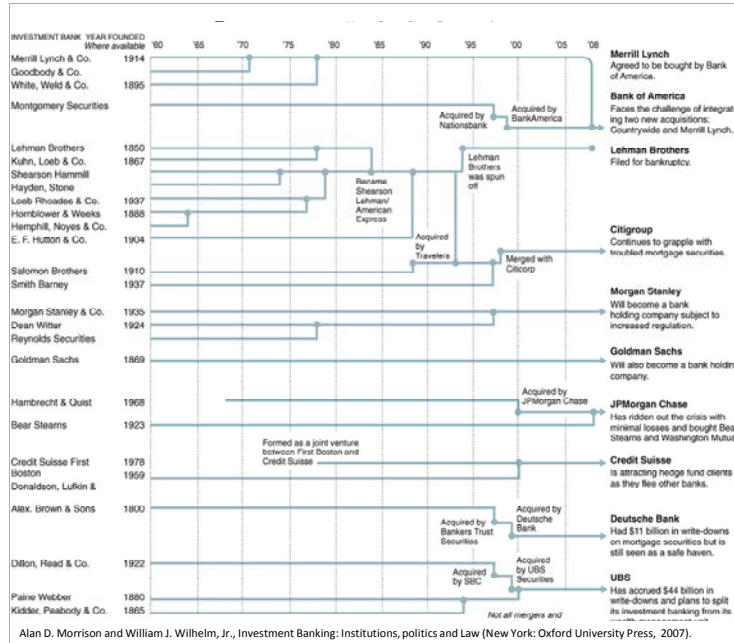 INVESTMENT BANK YEAR FOUNDED
Where available
'60 '65 '70 '75 '80 '85 '90 '95 '00 '05 '08
Merrill Lynch & Co. 1914
Goodbody & Co.
White, Weld & Co. 1895
Montgomery Securities
Lehman Brothers 1850
Kuhn, Loeb & Co. 1867
Shearson Hammill
Hayden, Stone
Loeb Rhoades & Co. 1937
Hornblower & Weeks 1888
Hemphill, Noyes & Co.
E. F. Hutton & Co. 1904
Salomon Brothers 1910
Smith Barney 1937
Morgan Stanley & Co. 1935
Dean Witter 1924
Reynolds Securities
Goldman Sachs 1869
Hambrecht & Quist 1968
Bear Stearns 1923
Credit Suisse First 1978
Boston 1959
Donaldson, Lufkin &
Alex. Brown & Sons 1800
Dillon, Read & Co. 1922
Paine Webber 1880
Kidder, Peabody & Co. 1865
Acquired by
Nationsbank
Acquired by
BankAmerica
Renamed
Shearson
Lehman/
American
Express
Lehman
Brothers
was spun
off
Acquired
by
Travelers
Merged with
Citicorp
Acquired by
JPMorgan Chase
Formed as a joint venture
between First Boston and
Credit Suisse
Acquired by
Bankers Trust
Securities
Acquired by
Deutsche
Bank
Acquired
by SBC
Acquired
by UBS
Securities
Not all mergers and
Merrill Lynch
Agreed to be bought by Bank
of America.
Bank of America
Faces the challenge of integrat-
ing two new acquisitions:
Countrywide and Merrill Lynch.
Lehman Brothers
Filed for bankruptcy.
Citigroup
Continues to grapple with
troubled mortgage securities.
Morgan Stanley
Will become a bank
holding company subject to
increased regulation.
Goldman Sachs
Will also become a bank holdin
company.
JPMorgan Chase
Has ridden out the crisis with
minimal losses and bought Bea
Stearns and Washington Mutua
Credit Suisse
Is attracting hedge fund clients
as they flee other banks.
Deutsche Bank
Had $11 billion in write-downs
on mortgage securities but is
still seen as a safe haven.
UBS
Has accrued $44 billion in
write-downs and plans to split
its investment banking from its
Alan D. Morrison and William J. Wilhelm, Jr., Investment Banking: Institutions, politics and Law (New York: Oxford University Press, 2007).